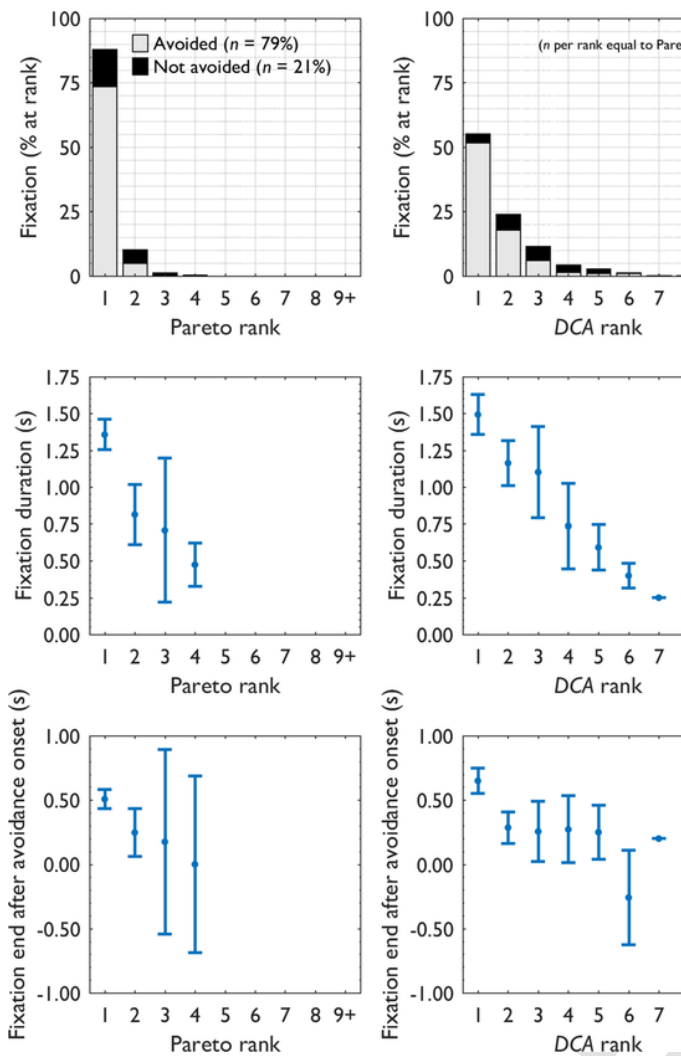 100
75
50
25
0
Fixation (% at rank)
Avoided (n = 79%)
Not avoided (n = 21%)
1 2 3 4 5 6 7 8 9+
Pareto rank
100
75
50
25
0
Fixation (% at rank)
(n per rank equal to Pare
1 2 3 4 5 6 7
DCA rank
1.75
1.50
1.25
1.00
0.75
0.50
0.25
0.00
Fixation duration (s)
1 2 3 4 5 6 7 8 9+
Pareto rank
1.75
1.50
1.25
1.00
0.75
0.50
0.25
0.00
Fixation duration (s)
1 2 3 4 5 6 7
DCA rank
1.00
0.50
0.00
-0.50
-1.00
Fixation end after avoidance onset (s)
1 2 3 4 5 6 7 8 9+
Pareto rank
1.00
0.50
0.00
-0.50
-1.00
Fixation end after avoidance onset (s)
1 2 3 4 5 6 7
DCA rank